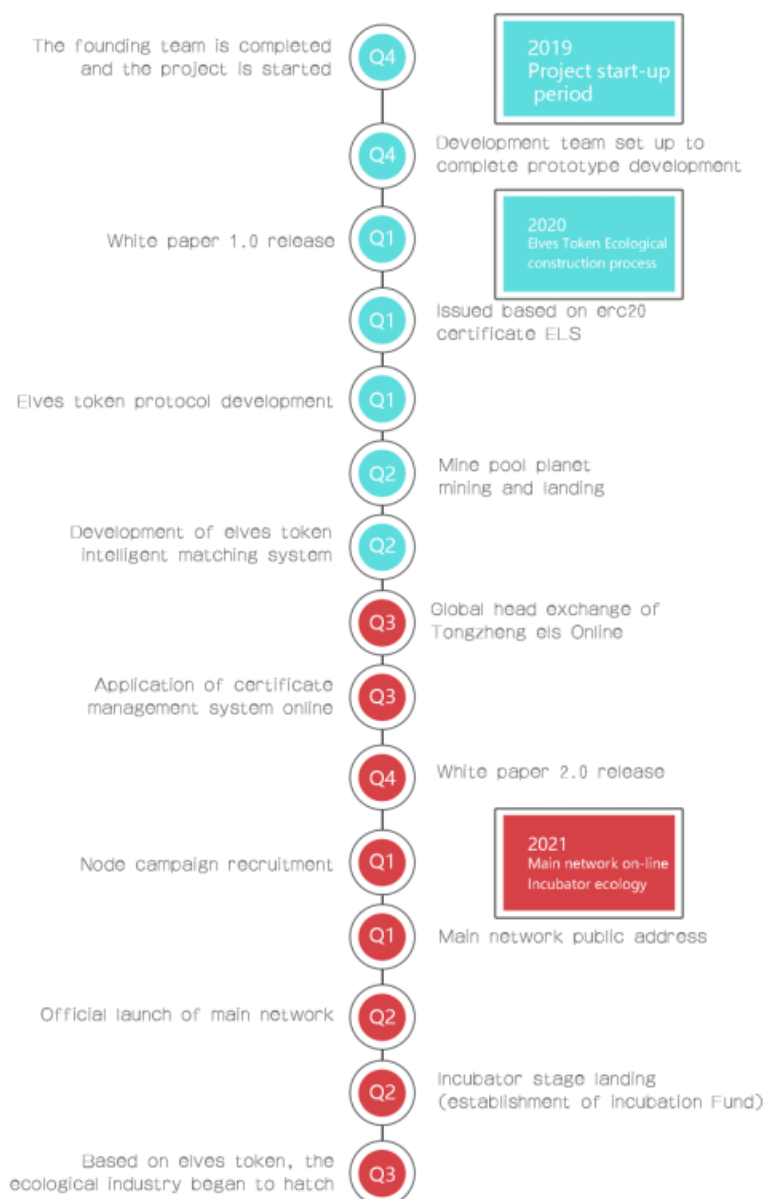 The founding team is completed
and the project is started
Q4
2019
Project start-up
period
Q4
Development team set up to
complete prototype development
White paper 1.0 release
Q1
2020
Elves Token Ecological
construction process
Q1
Issued based on erc20
certificate ELS
Elves token protocol development
Q1
Q2
Mine pool planet
mining and landing
Development of elves token
intelligent matching system
Q2
Q3
Global head exchange of
Tongzheng els Online
Application of certificate
management system online
Q3
Q4
White paper 2.0 release
Node campaign recruitment
Q1
2021
Main network on-line
Incubator ecology
Q1
Main network public address
Official launch of main network
Q2
Q2
Incubator stage landing
(establishment of incubation Fund)
Based on elves token, the
ecological industry began to hatch
Q3